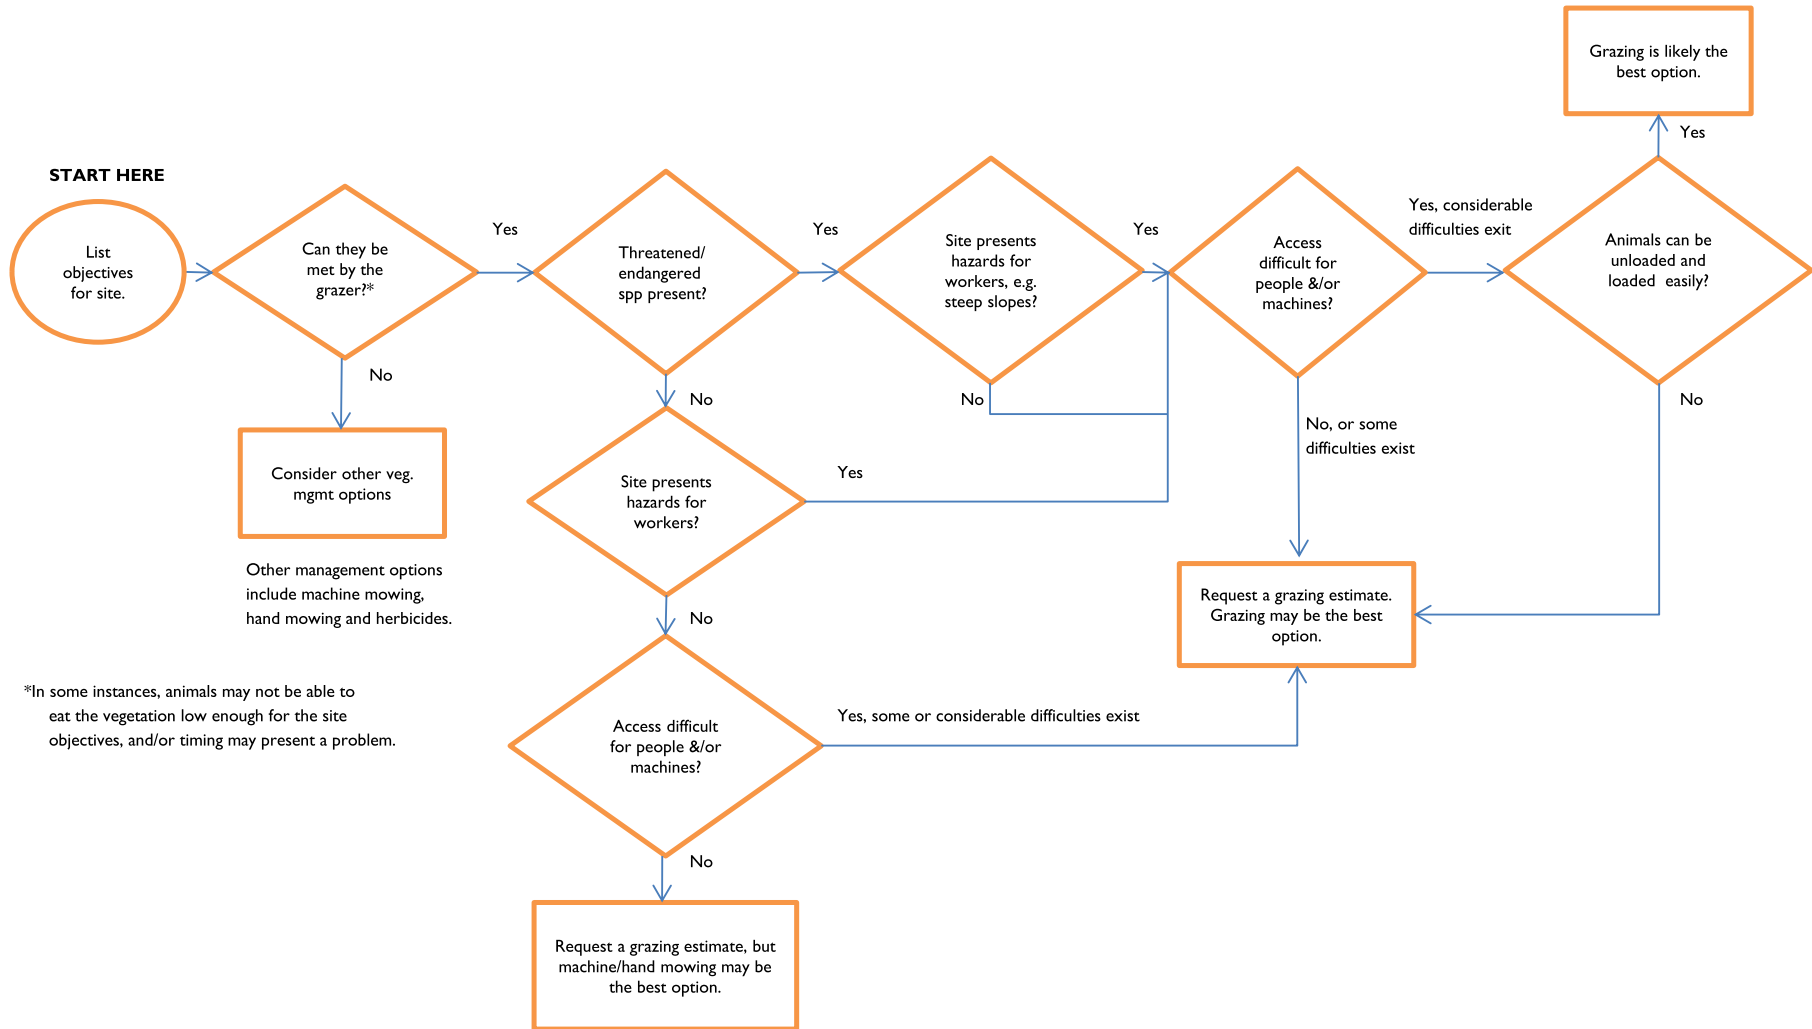 START HERE
List
objectives
for site.
Can they be
met by the
grazer?*
Yes
No
Consider other veg.
mgmt options
Other management options
include machine mowing,
hand mowing and herbicides.
*In some instances, animals may not be able to
eat the vegetation low enough for the site
objectives, and/or timing may present a problem.
Threatened/
endangered
spp present?
Yes
No
Site presents
hazards for
workers, e.g.
steep slopes?
Yes
No
Site presents
hazards for
workers?
Yes
No
Access difficult
for people &/or
machines?
Yes, some or considerable difficulties exist
No
Request a grazing estimate, but
machine/hand mowing may be
the best option.
Access
difficult for
people &/or
machines?
Yes, considerable
difficulties exit
No, or some
difficulties exist
Request a grazing estimate.
Grazing may be the best
option.
Animals can be
unloaded and
loaded easily?
Yes
No
Grazing is likely the
best option.